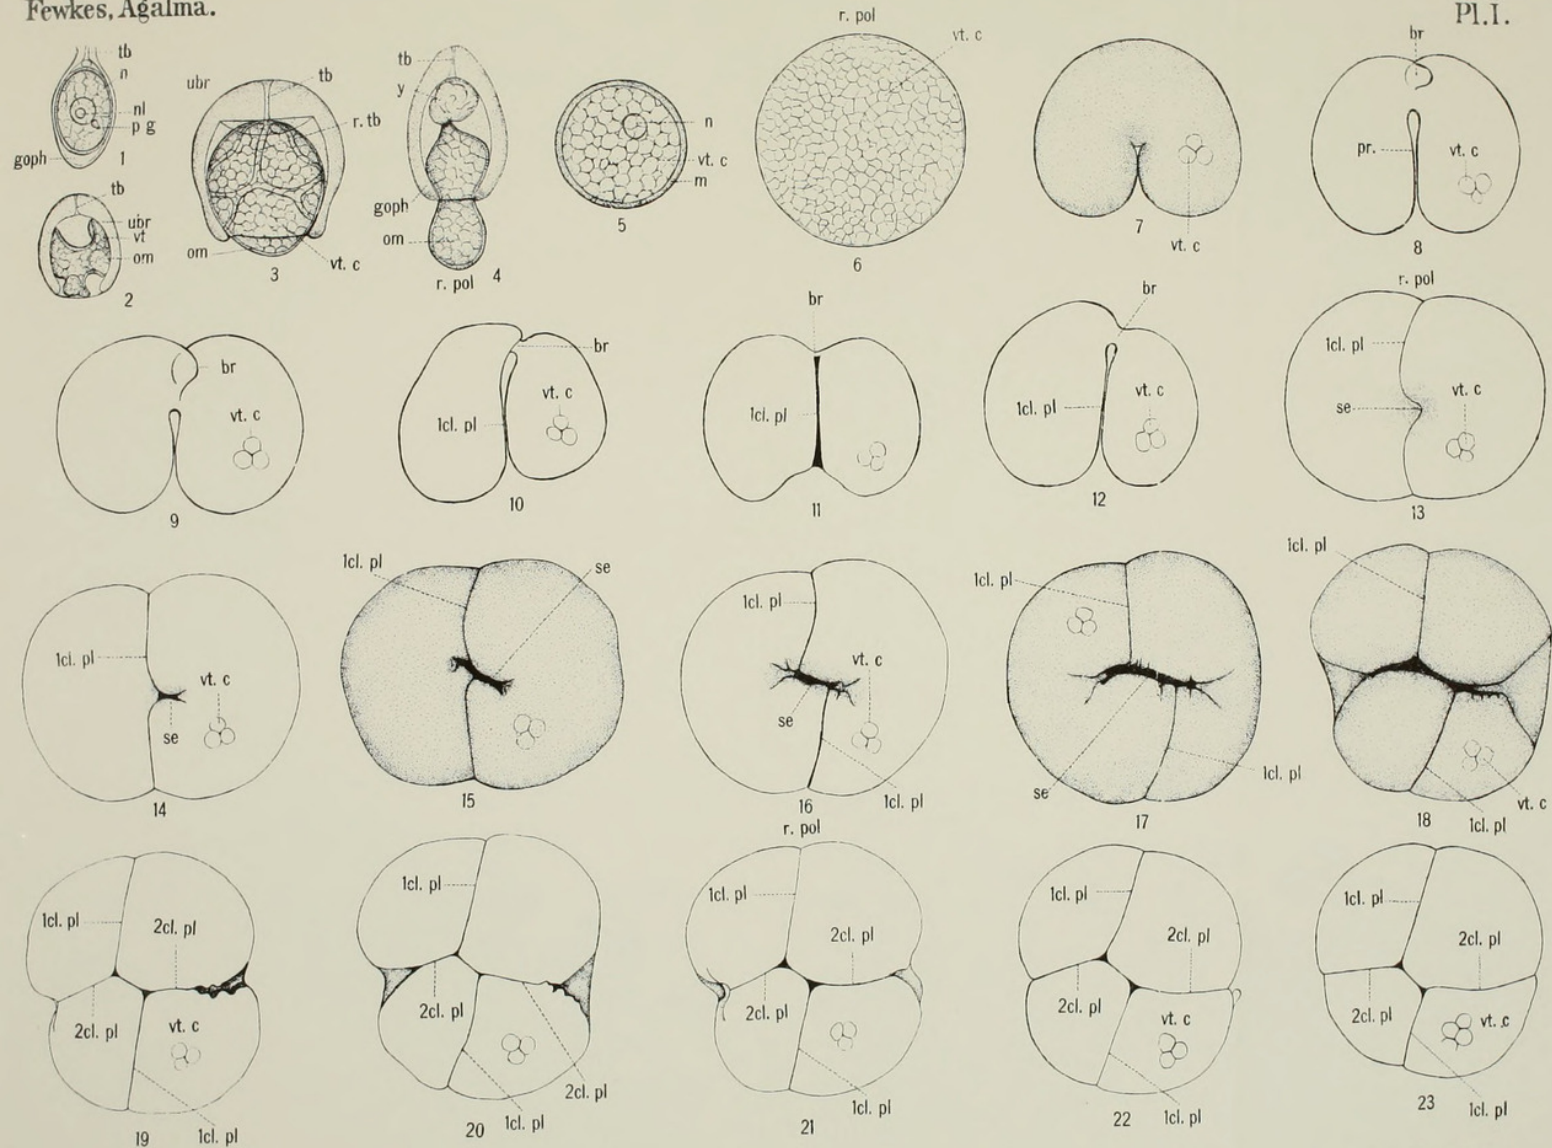 Fewkes, Agalma.
Pl.I.
tb
n
nl
p g
goph
1
tb
ubr
vt
om
2
ubr
tb
r. tb
om
vt. c
3
tb
y
goph
om
r. pol
4
n
vt. c
m
5
r. pol
vt. c
6
vt. c
7
br
pr.
vt. c
8
br
vt. c
9
br
vt. c
1cl. pl
10
br
1cl. pl
11
br
vt. c
1cl. pl
12
r. pol
1cl. pl
vt. c
se
13
1cl. pl
vt. c
se
14
1cl. pl
se
15
1cl. pl
vt. c
se
1cl. pl
16
1cl. pl
se
1cl. pl
17
1cl. pl
vt. c
1cl. pl
18
1cl. pl
2cl. pl
2cl. pl
vt. c
1cl. pl
19
1cl. pl
2cl. pl
2cl. pl
1cl. pl
20
r. pol
1cl. pl
2cl. pl
2cl. pl
1cl. pl
21
1cl. pl
2cl. pl
2cl. pl
vt. c
1cl. pl
22
1cl. pl
2cl. pl
2cl. pl
vt. c
1cl. pl
23